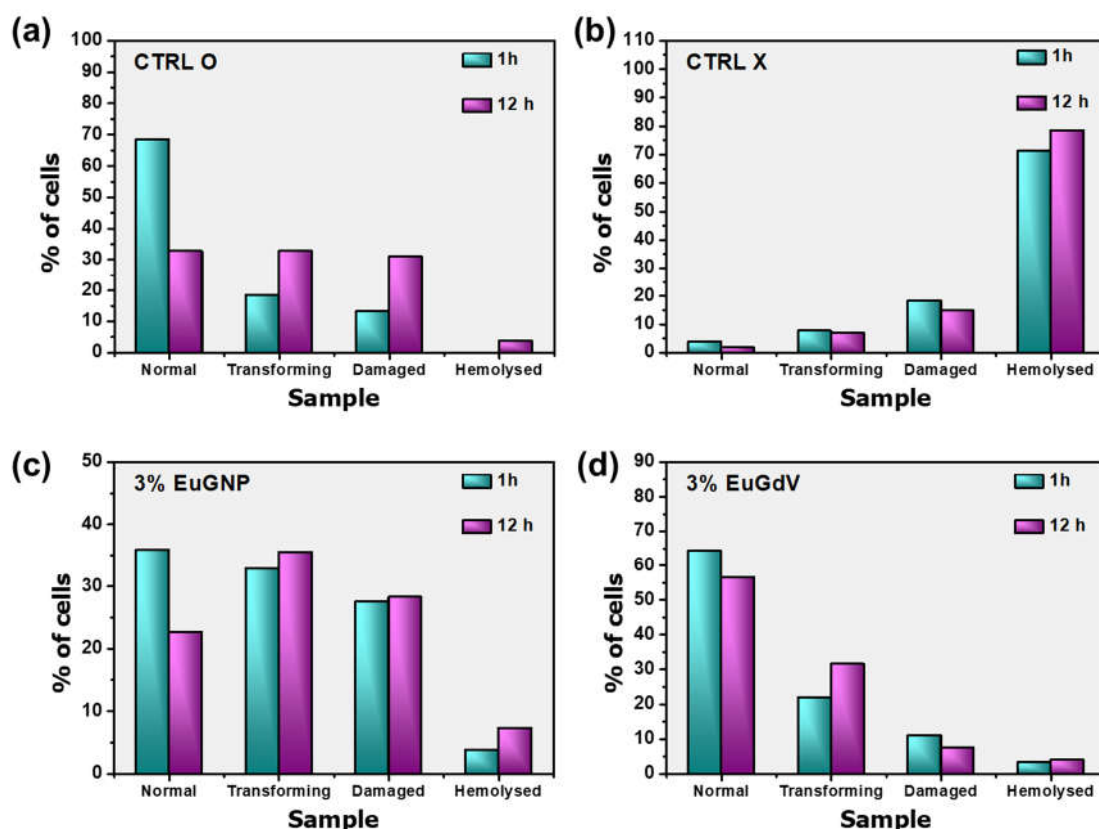 (a)
CTRL O
1h
12 h
100
90
80
70
60
50
40
30
20
10
0
% of cells
Normal Transforming Damaged Hemolysed
Sample
(b)
CTRL X
1h
12 h
110
100
90
80
70
60
50
40
30
20
10
0
% of cells
Normal Transforming Damaged Hemolysed
Sample
(c)
3% EuGNP
1h
12 h
50
40
30
20
10
0
% of cells
Normal Transforming Damaged Hemolysed
Sample
(d)
3% EuGdV
1h
12 h
90
80
70
60
50
40
30
20
10
0
% of cells
Normal Transforming Damaged Hemolysed
Sample